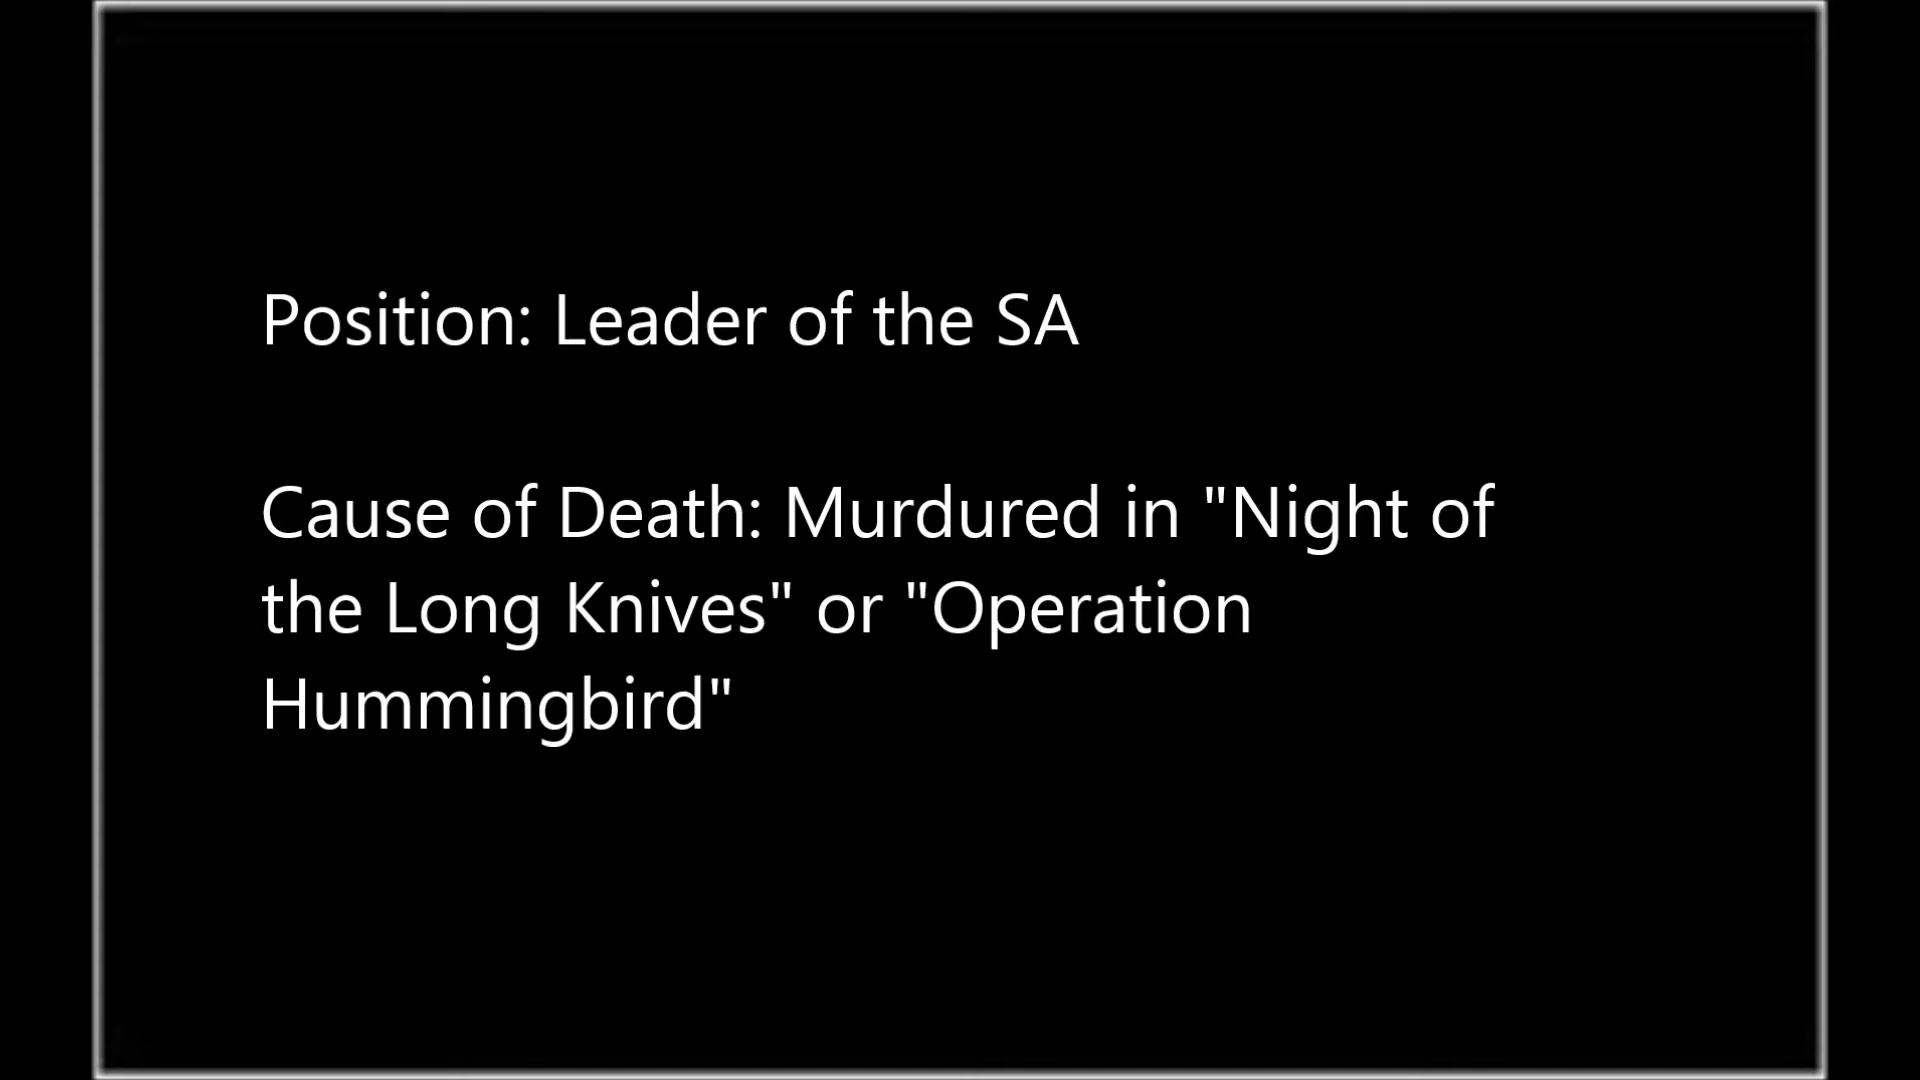 Position: Leader of the SA
Cause of Death: Murdured in "Night of
the Long Knives" or "Operation
Hummingbird"